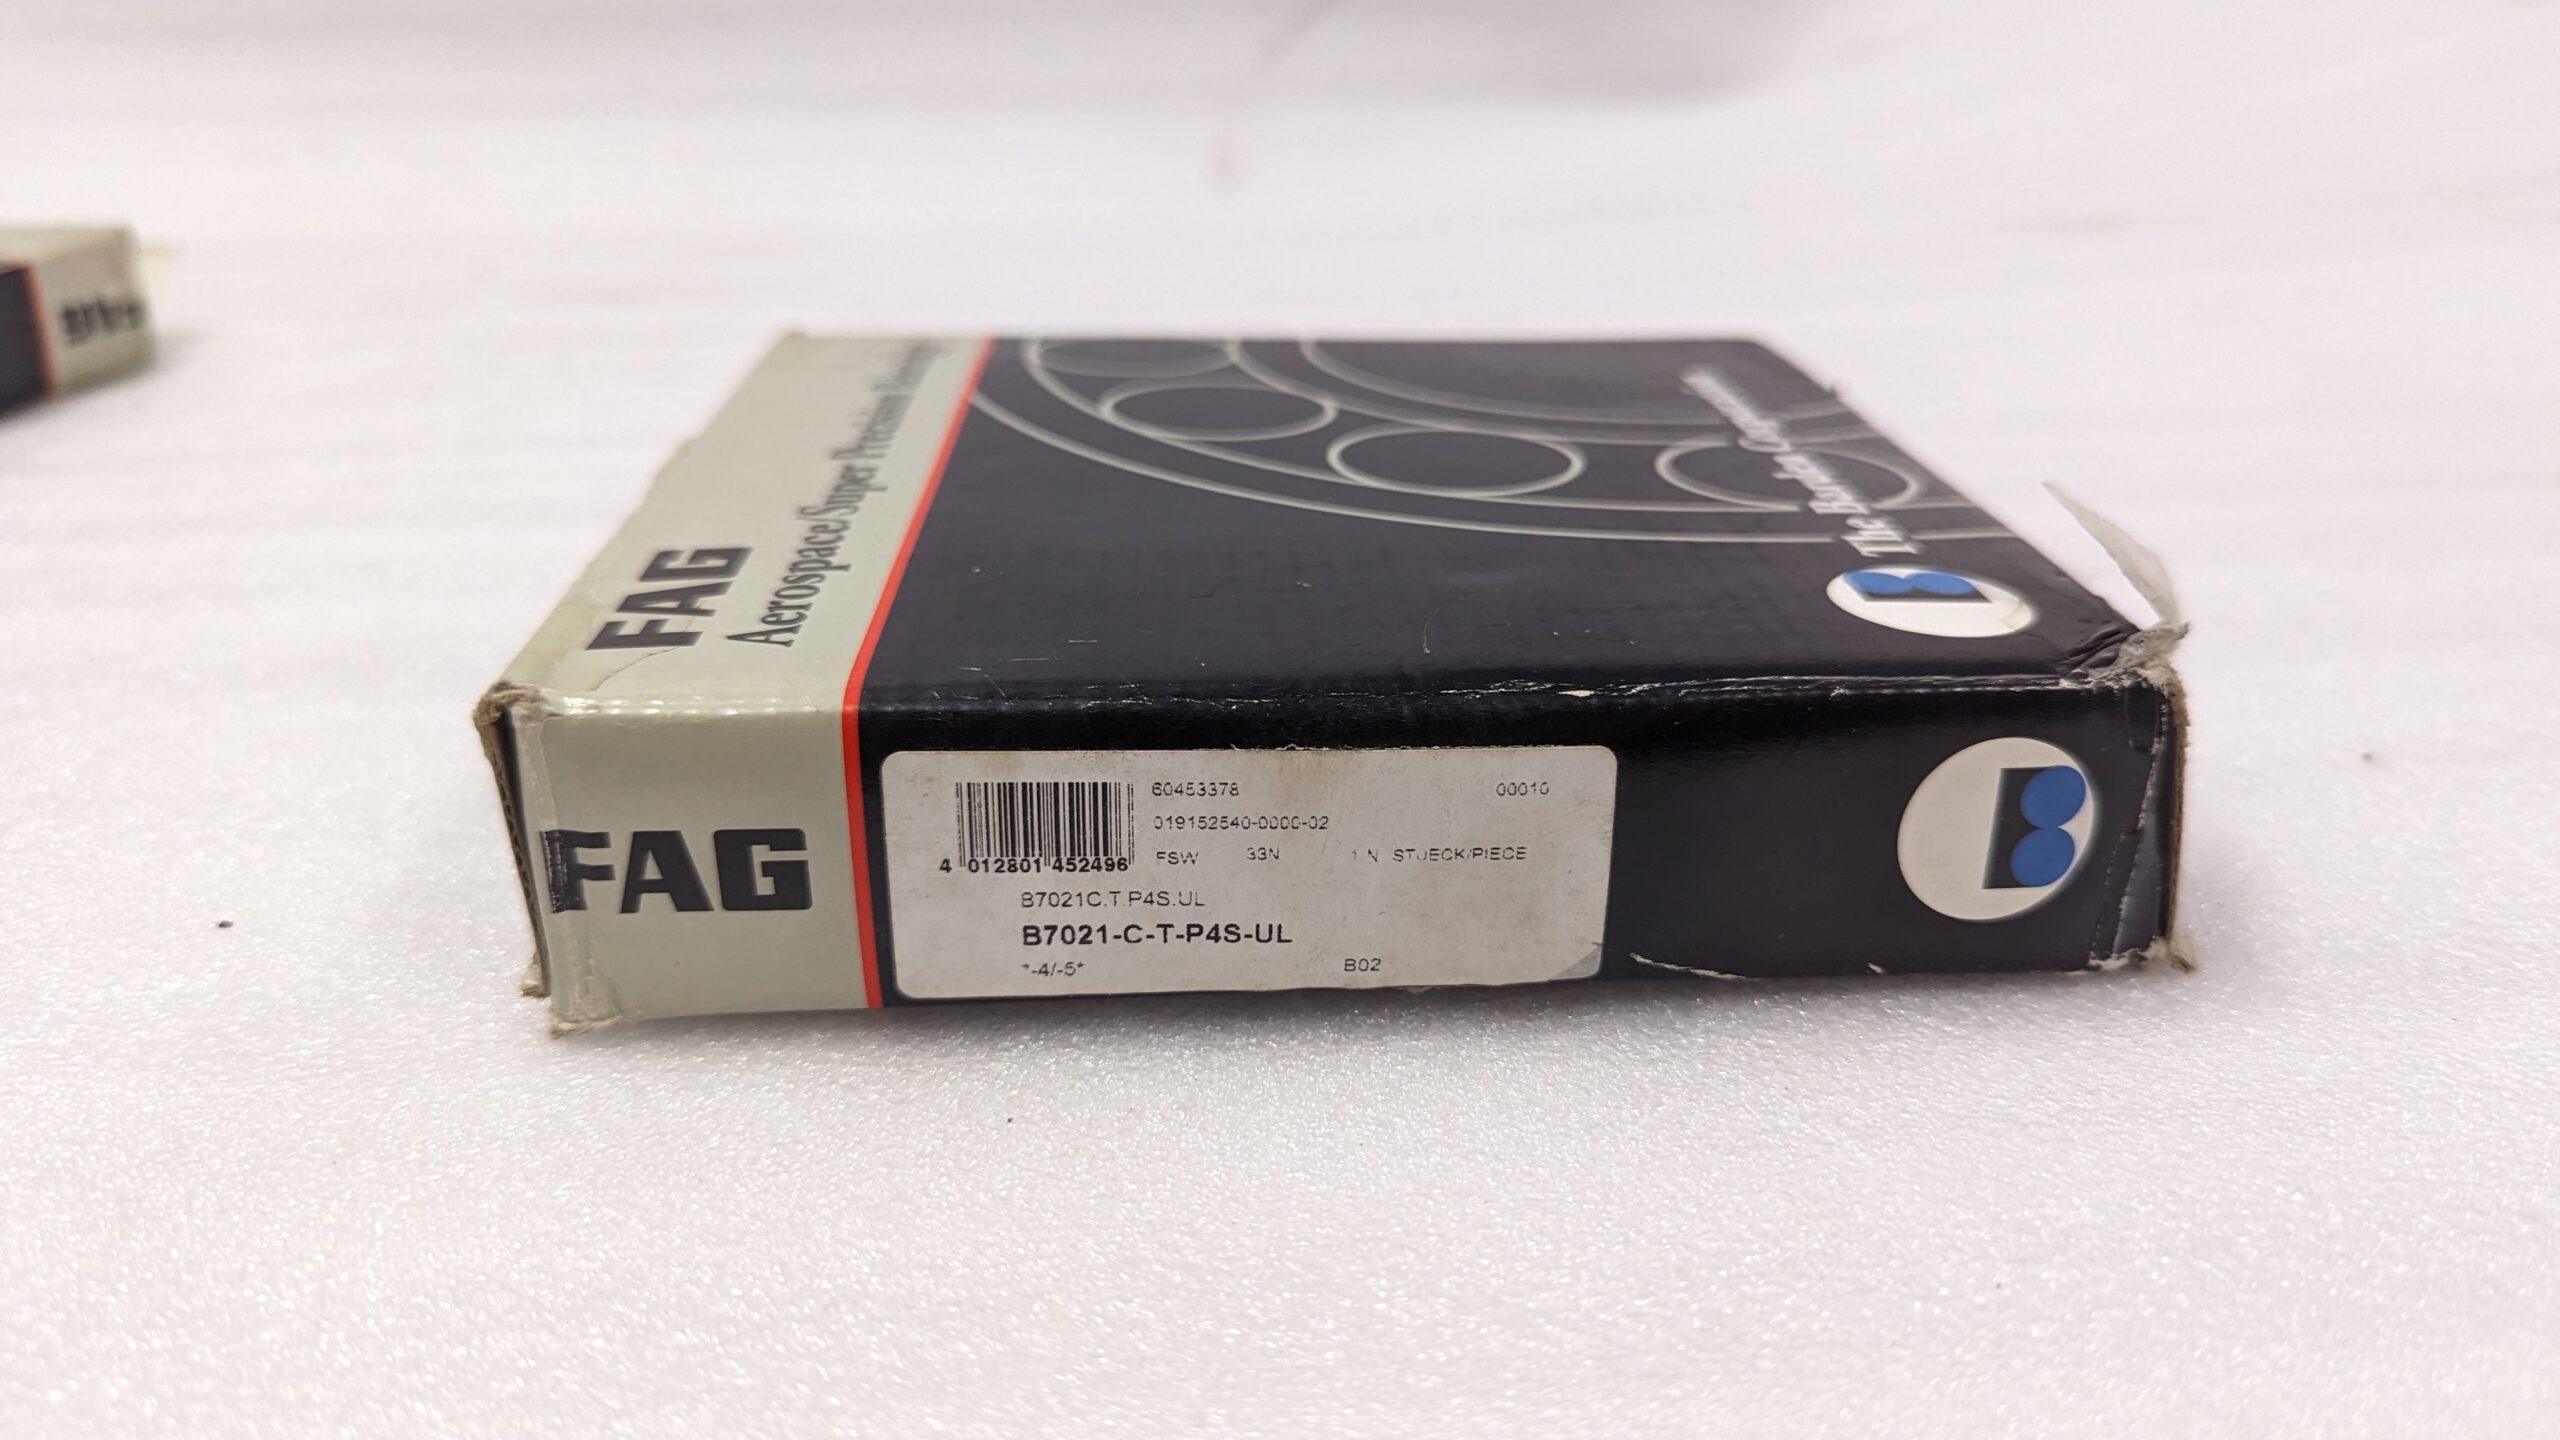 FAG
Aerospace/Super Precision Bearings
The Barden Corporation
B
FAG
60453378 00010
019152540-0000-02
4 012801 452496
FSW 33N 1 N STUECK/PIECE
B7021C.T.P4S.UL
B7021-C-T-P4S-UL
*-4/-5* B02
B